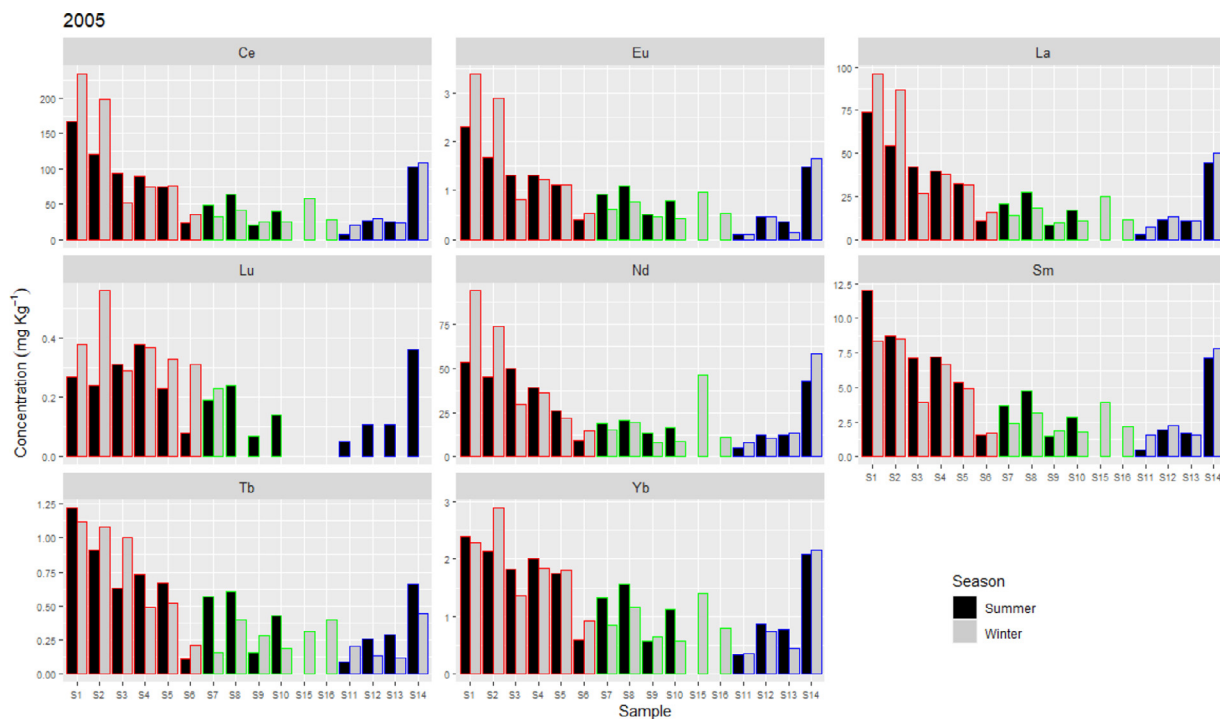 2005
Ce
Eu
La
200
150
100
50
0
3
2
1
0
100
75
50
25
0
Lu
Nd
Sm
0.4
0.2
0.0
75
50
25
0
12.5
10.0
7.5
5.0
2.5
0.0
S1 S2 S3 S4 S5 S6 S7 S8 S9 S10 S15 S16 S11 S12 S13 S14
Tb
Yb
1.25
1.00
0.75
0.50
0.25
0.00
3
2
1
0
S1 S2 S3 S4 S5 S6 S7 S8 S9 S10 S15 S16 S11 S12 S13 S14
S1 S2 S3 S4 S5 S6 S7 S8 S9 S10 S15 S16 S11 S12 S13 S14
Concentration (mg Kg⁻¹)
Sample
Season
Summer
Winter